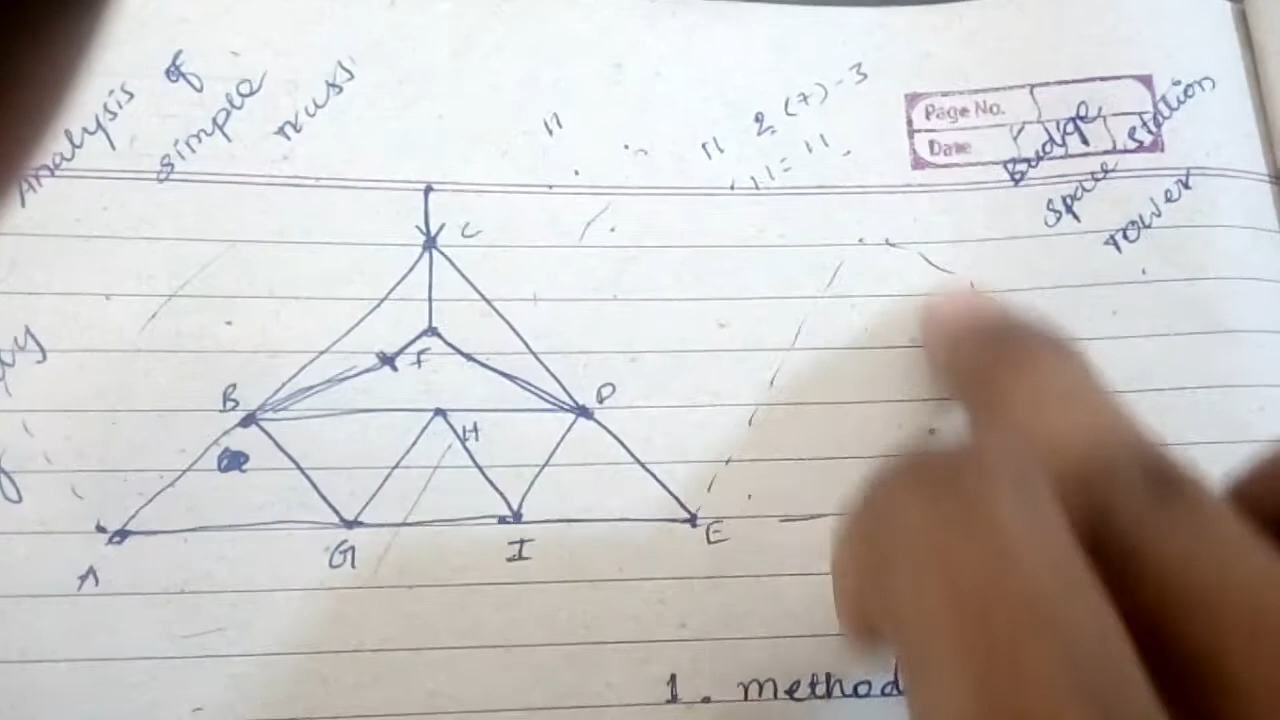 Analysis of
simple
truss
11
11 2(7)-3
11 = 11.
Page No.
Date
Bridge
Space Station
Tower
C
F
B
D
H
A
G
I
E
1. method